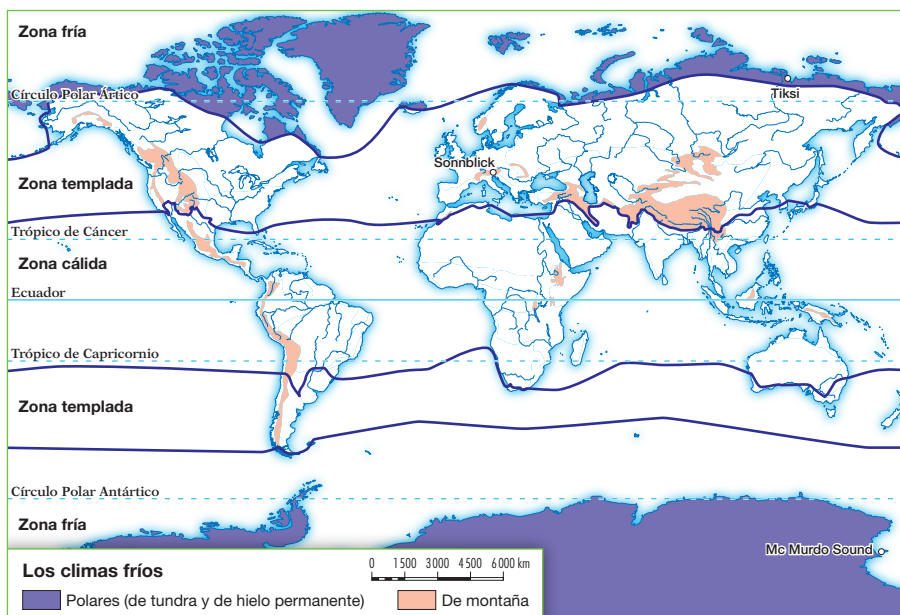 Zona fría
Círculo Polar Ártico
Tiksi
Sonnblick
Zona templada
Trópico de Cáncer
Zona cálida
Ecuador
Trópico de Capricornio
Zona templada
Círculo Polar Antártico
Zona fría
Mc Murdo Sound
Los climas fríos
0 1500 3000 4500 6000 km
Polares (de tundra y de hielo permanente)
De montaña